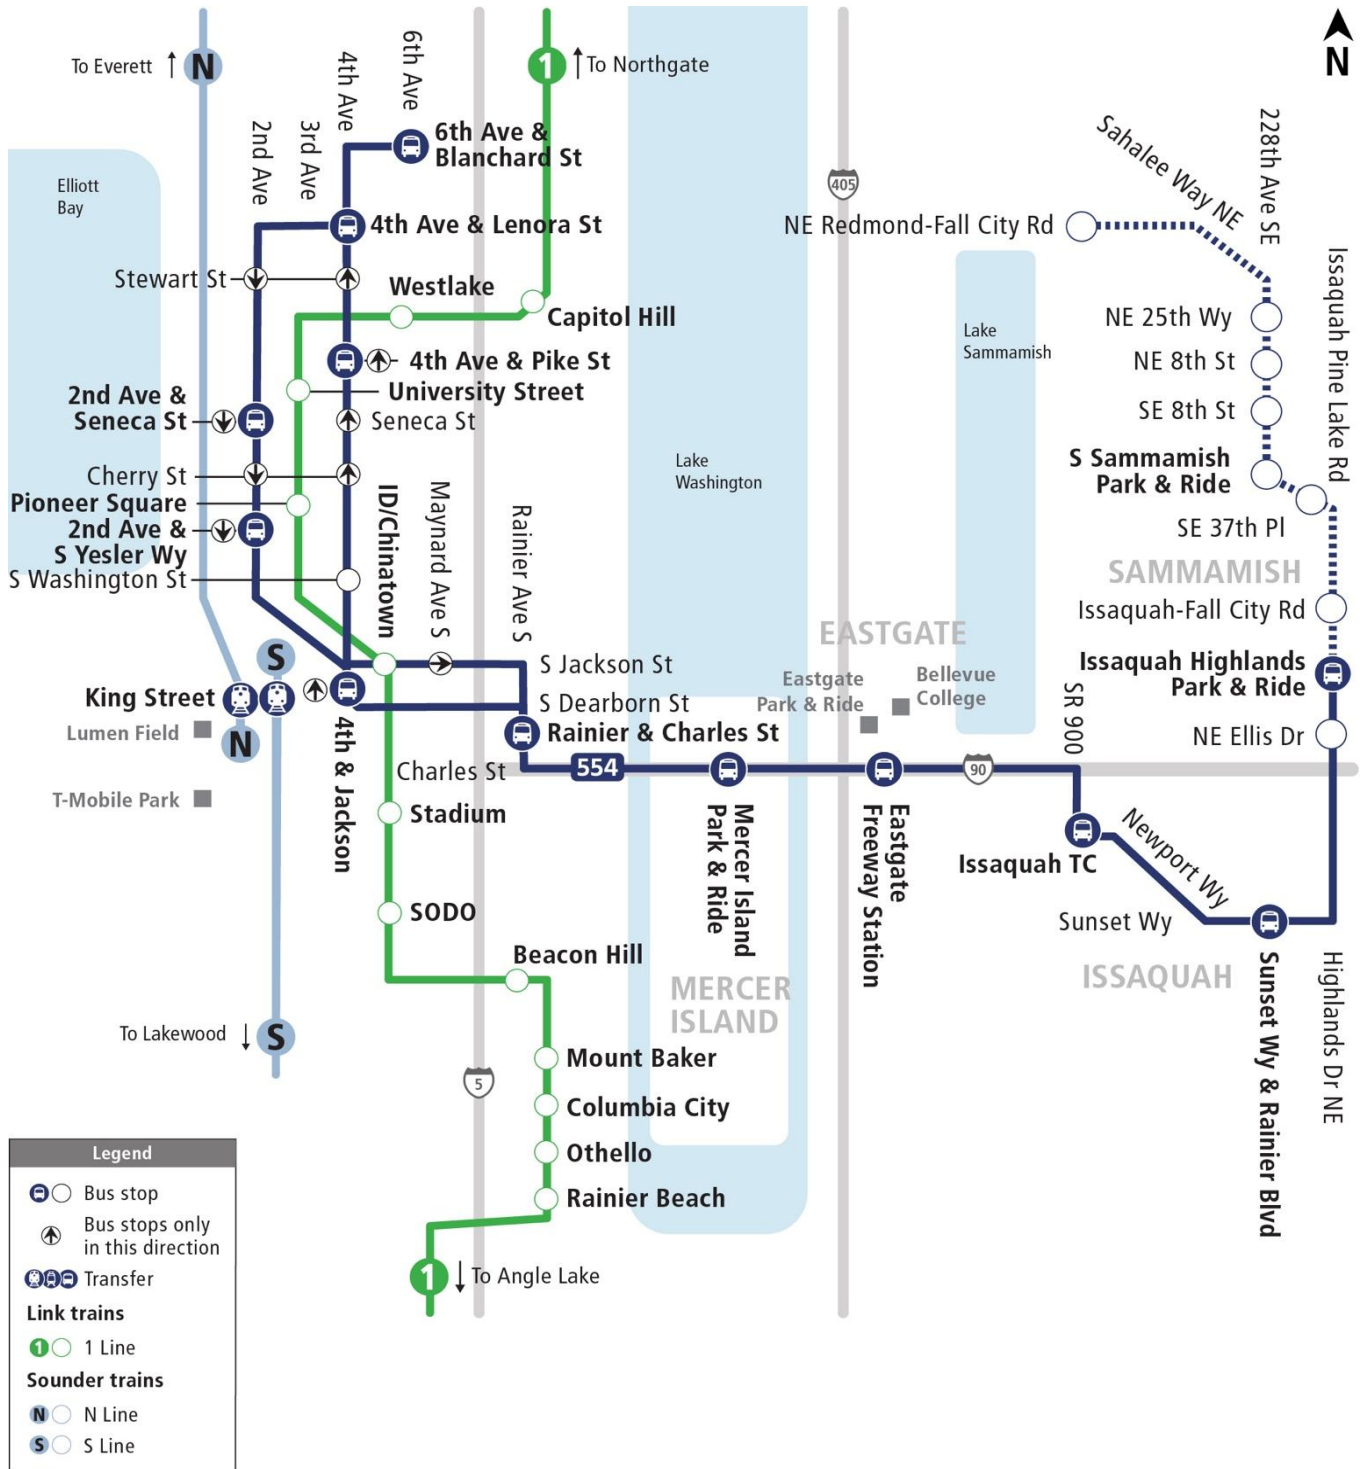 N
To Everett
N
4th Ave
6th Ave
1
To Northgate
2nd Ave
3rd Ave
6th Ave &
Blanchard St
Elliott
Bay
4th Ave & Lenora St
Stewart St
Westlake
Capitol Hill
4th Ave & Pike St
University Street
2nd Ave &
Seneca St
Seneca St
Cherry St
Pioneer Square
2nd Ave &
S Yesler Wy
S Washington St
ID/Chinatown
Maynard Ave S
Rainier Ave S
S Jackson St
S Dearborn St
Rainier & Charles St
S
King Street
Lumen Field
N
T-Mobile Park
4th & Jackson
Charles St
554
Stadium
SODO
Beacon Hill
Mount Baker
Columbia City
Othello
Rainier Beach
1
To Angle Lake
To Lakewood
S
5
405
90
Lake
Washington
Lake
Sammamish
Mercer Island
Park & Ride
MERCER
ISLAND
EASTGATE
Eastgate
Park & Ride
Bellevue
College
Eastgate
Freeway Station
Sahalee Way NE
228th Ave SE
Issaquah Pine Lake Rd
NE Redmond-Fall City Rd
NE 25th Wy
NE 8th St
SE 8th St
S Sammamish
Park & Ride
SE 37th Pl
SAMMAMISH
Issaquah-Fall City Rd
Issaquah Highlands
Park & Ride
NE Ellis Dr
SR 900
Issaquah TC
Newport Wy
Sunset Wy
ISSAQUAH
Sunset Wy & Rainier Blvd
Highlands Dr NE
Legend
Bus stop
Bus stops only
in this direction
Transfer
Link trains
1 1 Line
Sounder trains
N N Line
S S Line